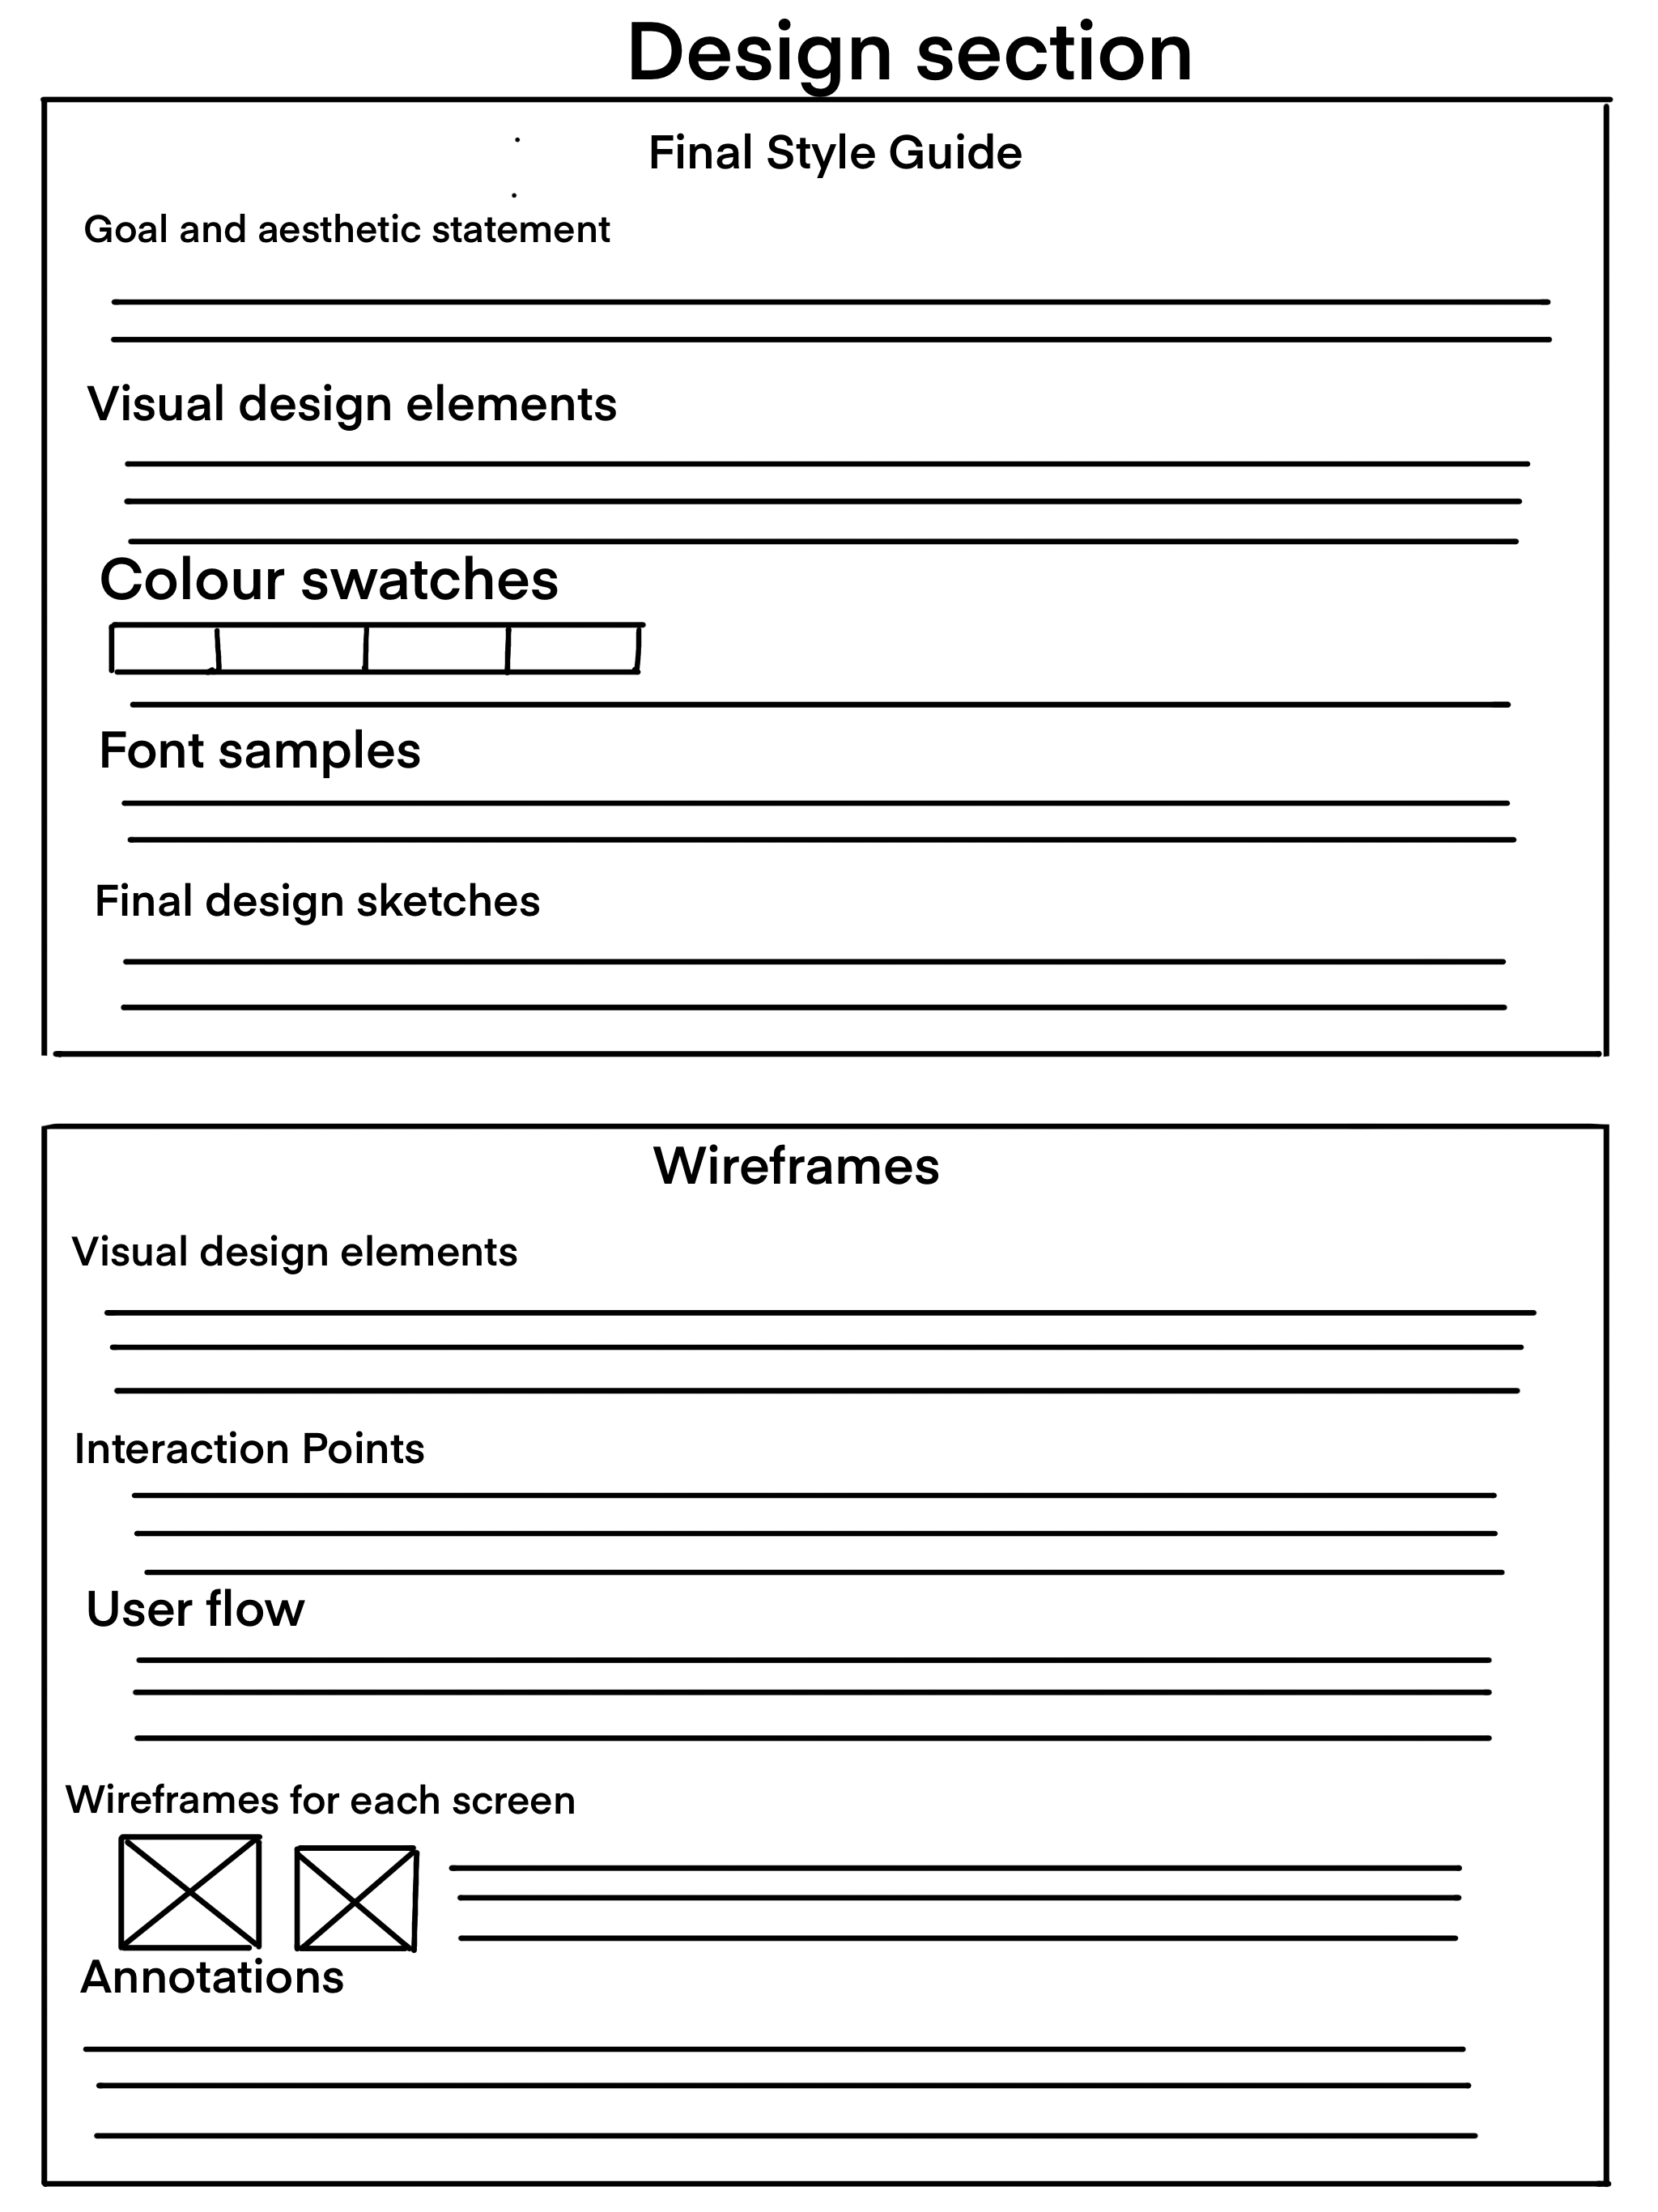 Design section
Final Style Guide
Goal and aesthetic statement
Visual design elements
Colour swatches
Font samples
Final design sketches
Wireframes
Visual design elements
Interaction Points
User flow
Wireframes for each screen
Annotations